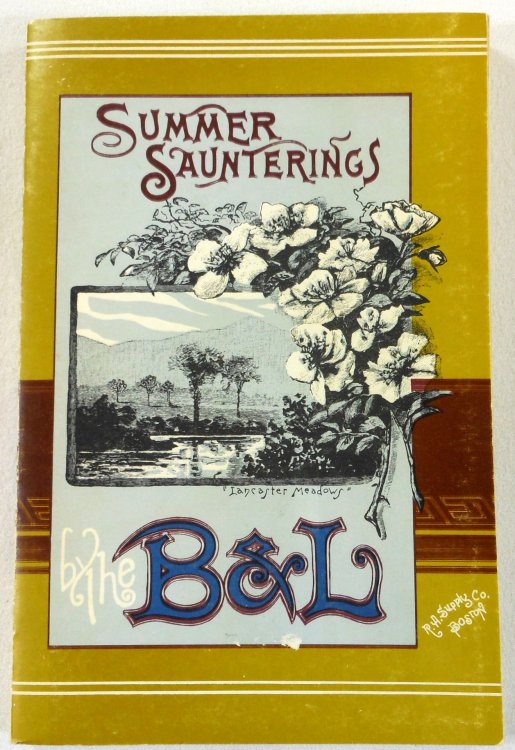 SUMMER
SAUNTERINGS
"Lancaster Meadows"
by the
B&L
R.A. Supply Co.
Boston